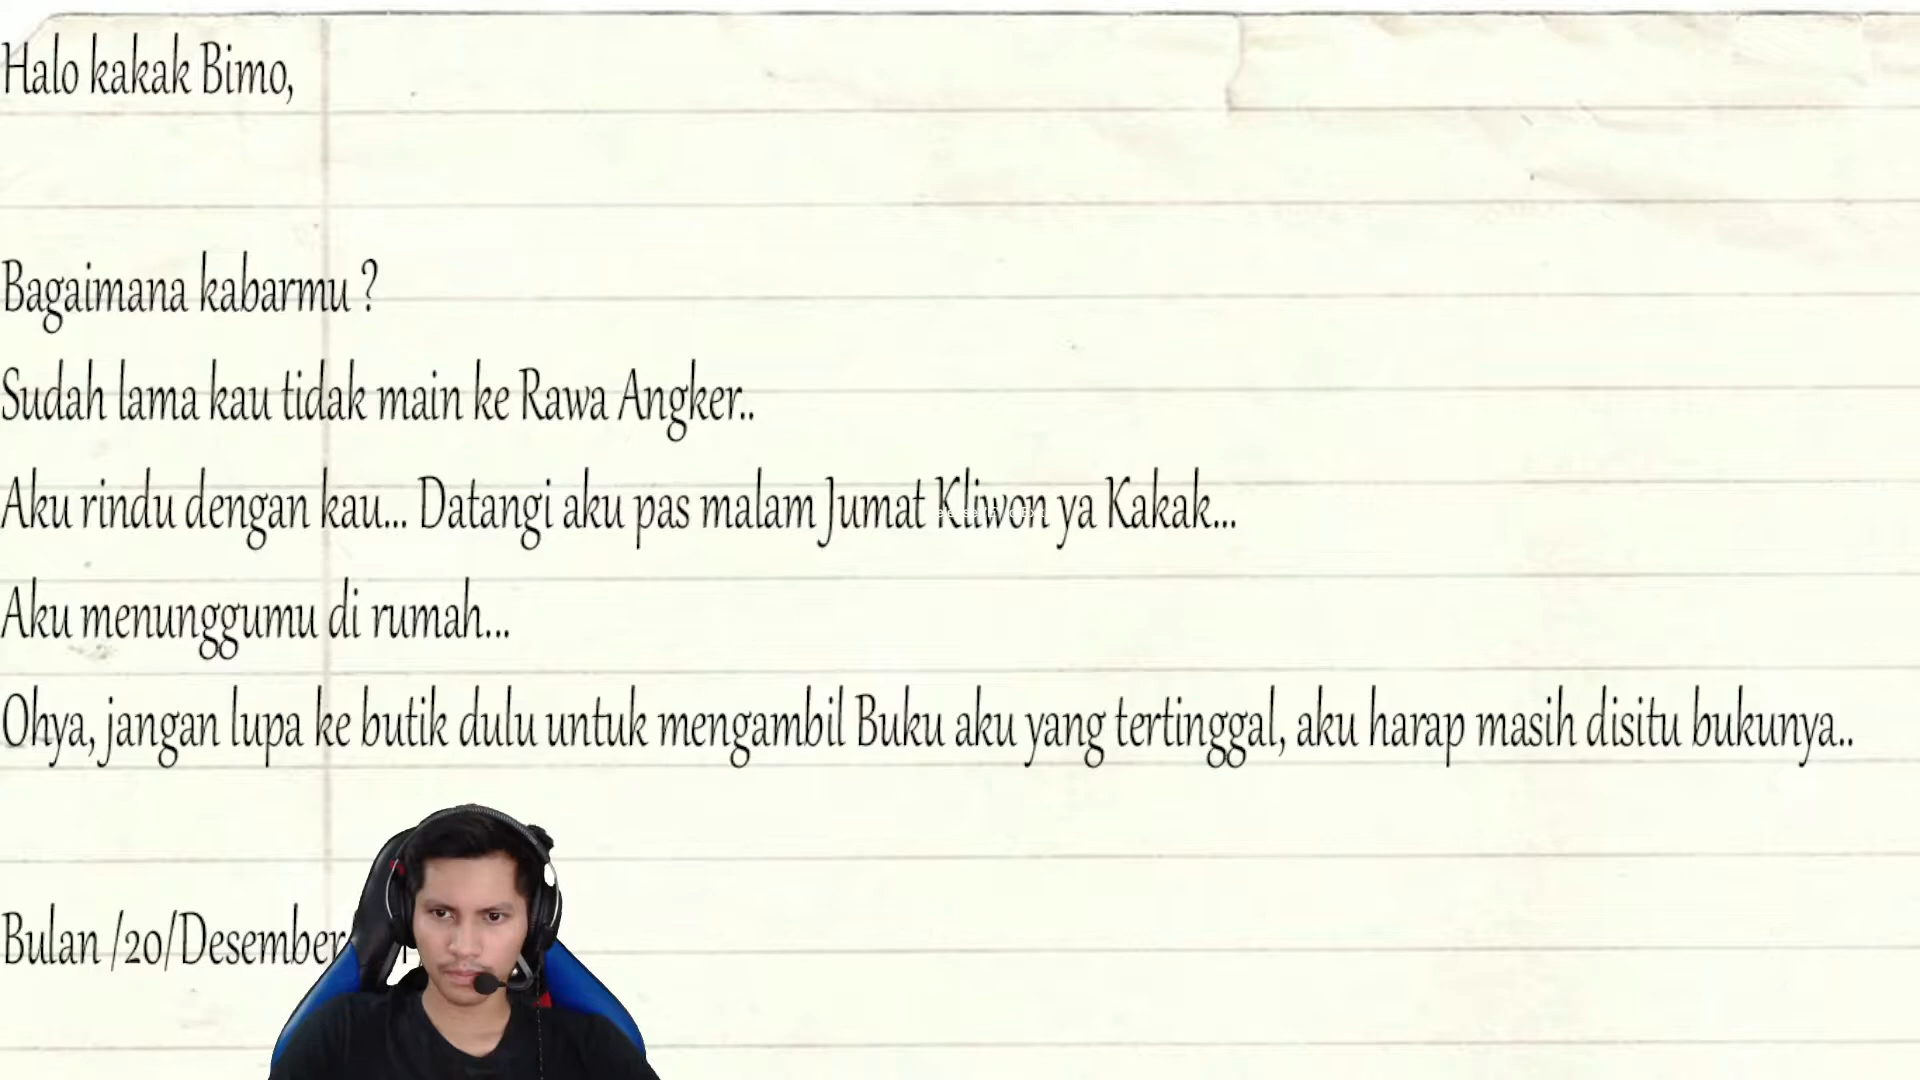 Halo kakak Bimo,
Bagaimana kabarmu ?
Sudah lama kau tidak main ke Rawa Angker..
Aku rindu dengan kau... Datangi aku pas malam Jumat Kliwon ya Kakak...
Aku menunggumu di rumah...
Ohya, jangan lupa ke butik dulu untuk mengambil Buku aku yang tertinggal, aku harap masih disitu bukunya..
Bulan /20/Desember